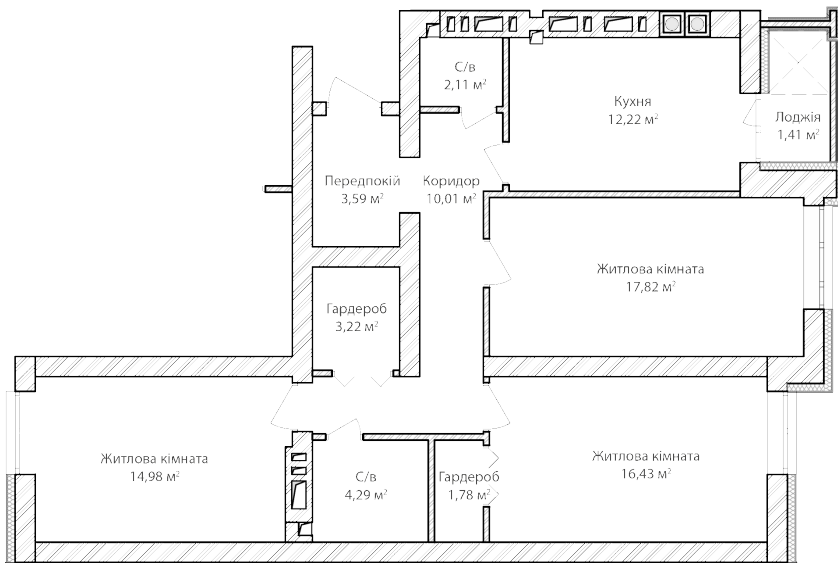 С/в
2,11 м²
Кухня
12,22 м²
Лоджія
1,41 м²
Передпокій
3,59 м²
Коридор
10,01 м²
Житлова кімната
17,82 м²
Гардероб
3,22 м²
Житлова кімната
14,98 м²
С/в
4,29 м²
Гардероб
1,78 м²
Житлова кімната
16,43 м²